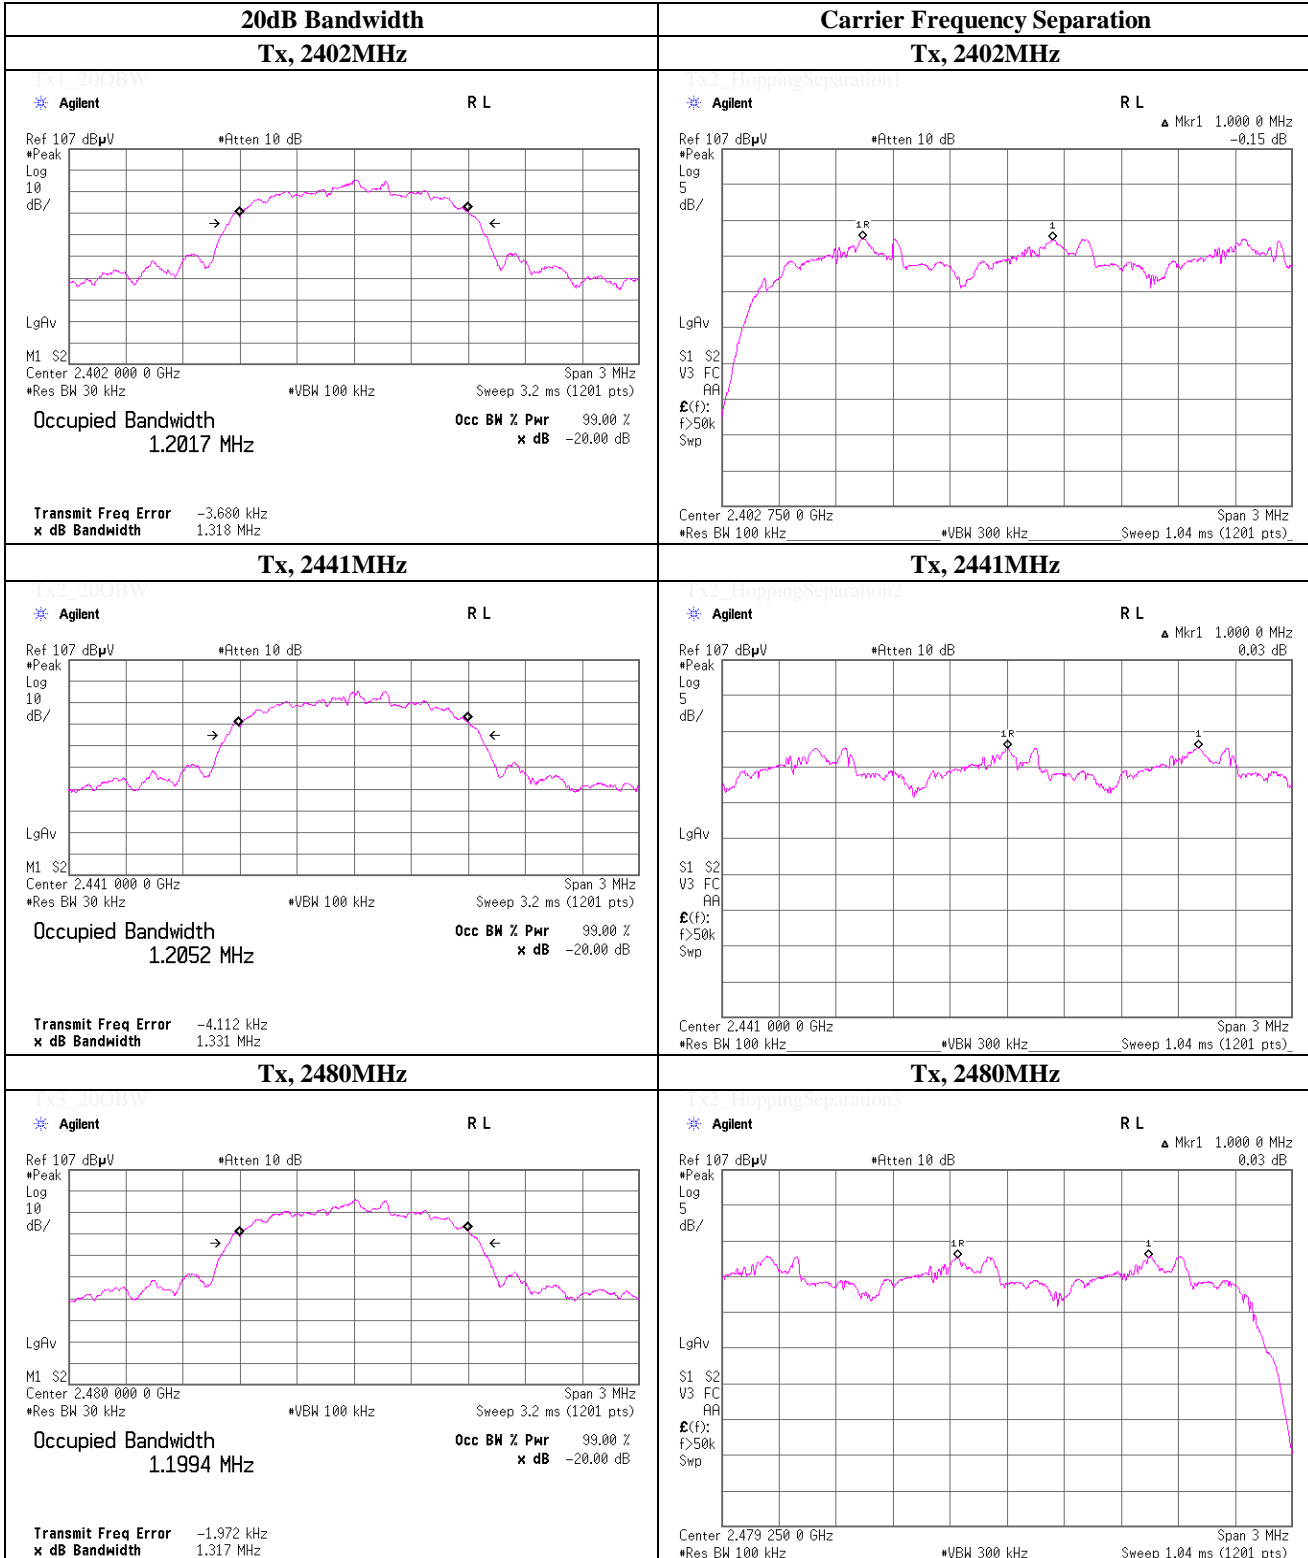 20dB Bandwidth
Carrier Frequency Separation
Tx, 2402MHz
Tx, 2402MHz
Tx1_20OBW
Agilent
R L
Ref 107 dBµV
#Atten 10 dB
#Peak
Log
10
dB/
LgAv
M1 S2
Center 2.402 000 0 GHz
Span 3 MHz
#Res BW 30 kHz
#VBW 100 kHz
Sweep 3.2 ms (1201 pts)
Occupied Bandwidth
1.2017 MHz
Occ BW % Pwr 99.00 %
x dB -20.00 dB
Transmit Freq Error -3.680 kHz
x dB Bandwidth 1.318 MHz
Tx2_HoppingSeparation1
Agilent
R L
Δ Mkr1 1.000 0 MHz
Ref 107 dBµV
#Atten 10 dB
-0.15 dB
#Peak
Log
5
dB/
1R
1
LgAv
S1 S2
V3 FC
AA
£(f):
f>50k
Swp
Center 2.402 750 0 GHz
Span 3 MHz
#Res BW 100 kHz
#VBW 300 kHz
Sweep 1.04 ms (1201 pts)
Tx, 2441MHz
Tx, 2441MHz
Tx2_20OBW
Agilent
R L
Ref 107 dBµV
#Atten 10 dB
#Peak
Log
10
dB/
LgAv
M1 S2
Center 2.441 000 0 GHz
Span 3 MHz
#Res BW 30 kHz
#VBW 100 kHz
Sweep 3.2 ms (1201 pts)
Occupied Bandwidth
1.2052 MHz
Occ BW % Pwr 99.00 %
x dB -20.00 dB
Transmit Freq Error -4.112 kHz
x dB Bandwidth 1.331 MHz
Tx2_HoppingSeparation2
Agilent
R L
Δ Mkr1 1.000 0 MHz
Ref 107 dBµV
#Atten 10 dB
0.03 dB
#Peak
Log
5
dB/
1R
1
LgAv
S1 S2
V3 FC
AA
£(f):
f>50k
Swp
Center 2.441 000 0 GHz
Span 3 MHz
#Res BW 100 kHz
#VBW 300 kHz
Sweep 1.04 ms (1201 pts)
Tx, 2480MHz
Tx, 2480MHz
Tx3_20OBW
Agilent
R L
Ref 107 dBµV
#Atten 10 dB
#Peak
Log
10
dB/
LgAv
M1 S2
Center 2.480 000 0 GHz
Span 3 MHz
#Res BW 30 kHz
#VBW 100 kHz
Sweep 3.2 ms (1201 pts)
Occupied Bandwidth
1.1994 MHz
Occ BW % Pwr 99.00 %
x dB -20.00 dB
Transmit Freq Error -1.972 kHz
x dB Bandwidth 1.317 MHz
Tx2_HoppingSeparation3
Agilent
R L
Δ Mkr1 1.000 0 MHz
Ref 107 dBµV
#Atten 10 dB
0.03 dB
#Peak
Log
5
dB/
1R
1
LgAv
S1 S2
V3 FC
AA
£(f):
f>50k
Swp
Center 2.479 250 0 GHz
Span 3 MHz
#Res BW 100 kHz
#VBW 300 kHz
Sweep 1.04 ms (1201 pts)